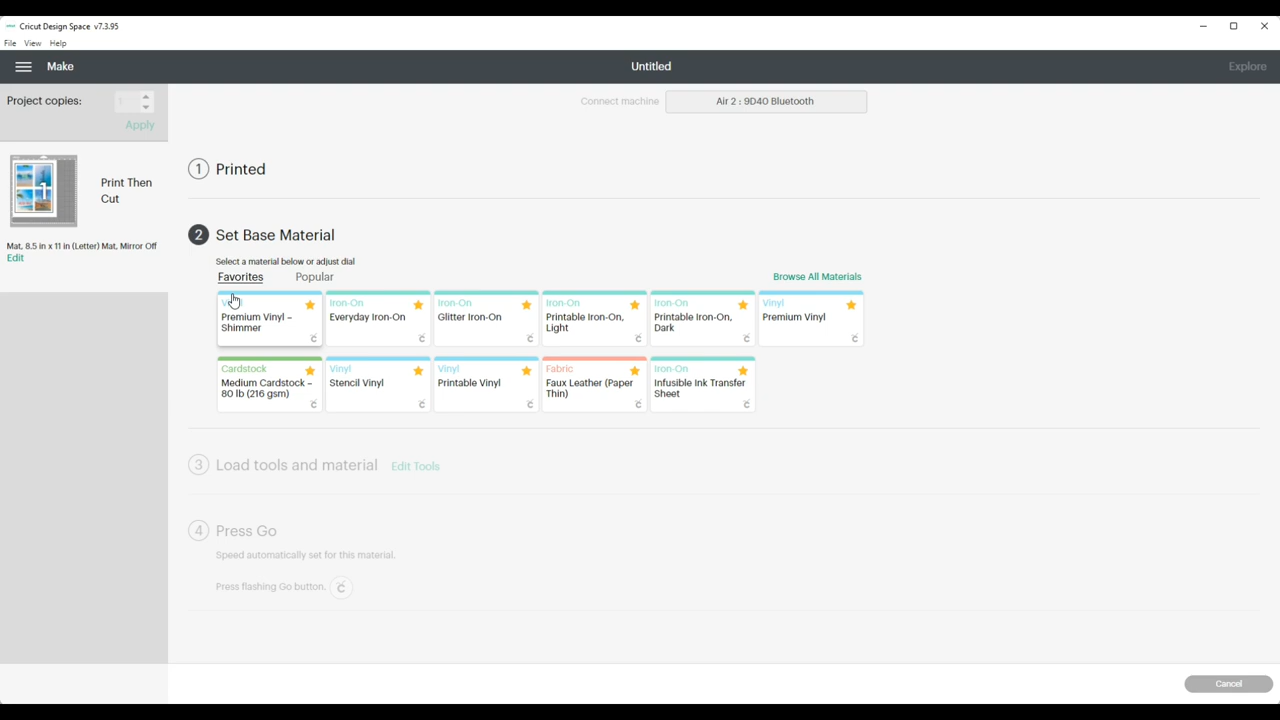 Cricut Design Space v7.3.95
File View Help
Make
Untitled
Explore
Project copies:
1
Apply
Connect machine
Air 2 : 9D40 Bluetooth
1 Printed
1
Print Then
Cut
Mat, 8.5 in x 11 in (Letter) Mat, Mirror Off
Edit
2 Set Base Material
Select a material below or adjust dial
Favorites Popular Browse All Materials
Premium Vinyl –
Shimmer
Iron-On
Everyday Iron-On
Iron-On
Glitter Iron-On
Iron-On
Printable Iron-On,
Light
Iron-On
Printable Iron-On,
Dark
Vinyl
Premium Vinyl
Cardstock
Medium Cardstock –
80 lb (216 gsm)
Vinyl
Stencil Vinyl
Vinyl
Printable Vinyl
Fabric
Faux Leather (Paper
Thin)
Iron-On
Infusible Ink Transfer
Sheet
3 Load tools and material Edit Tools
4 Press Go
Speed automatically set for this material.
Press flashing Go button.
Cancel